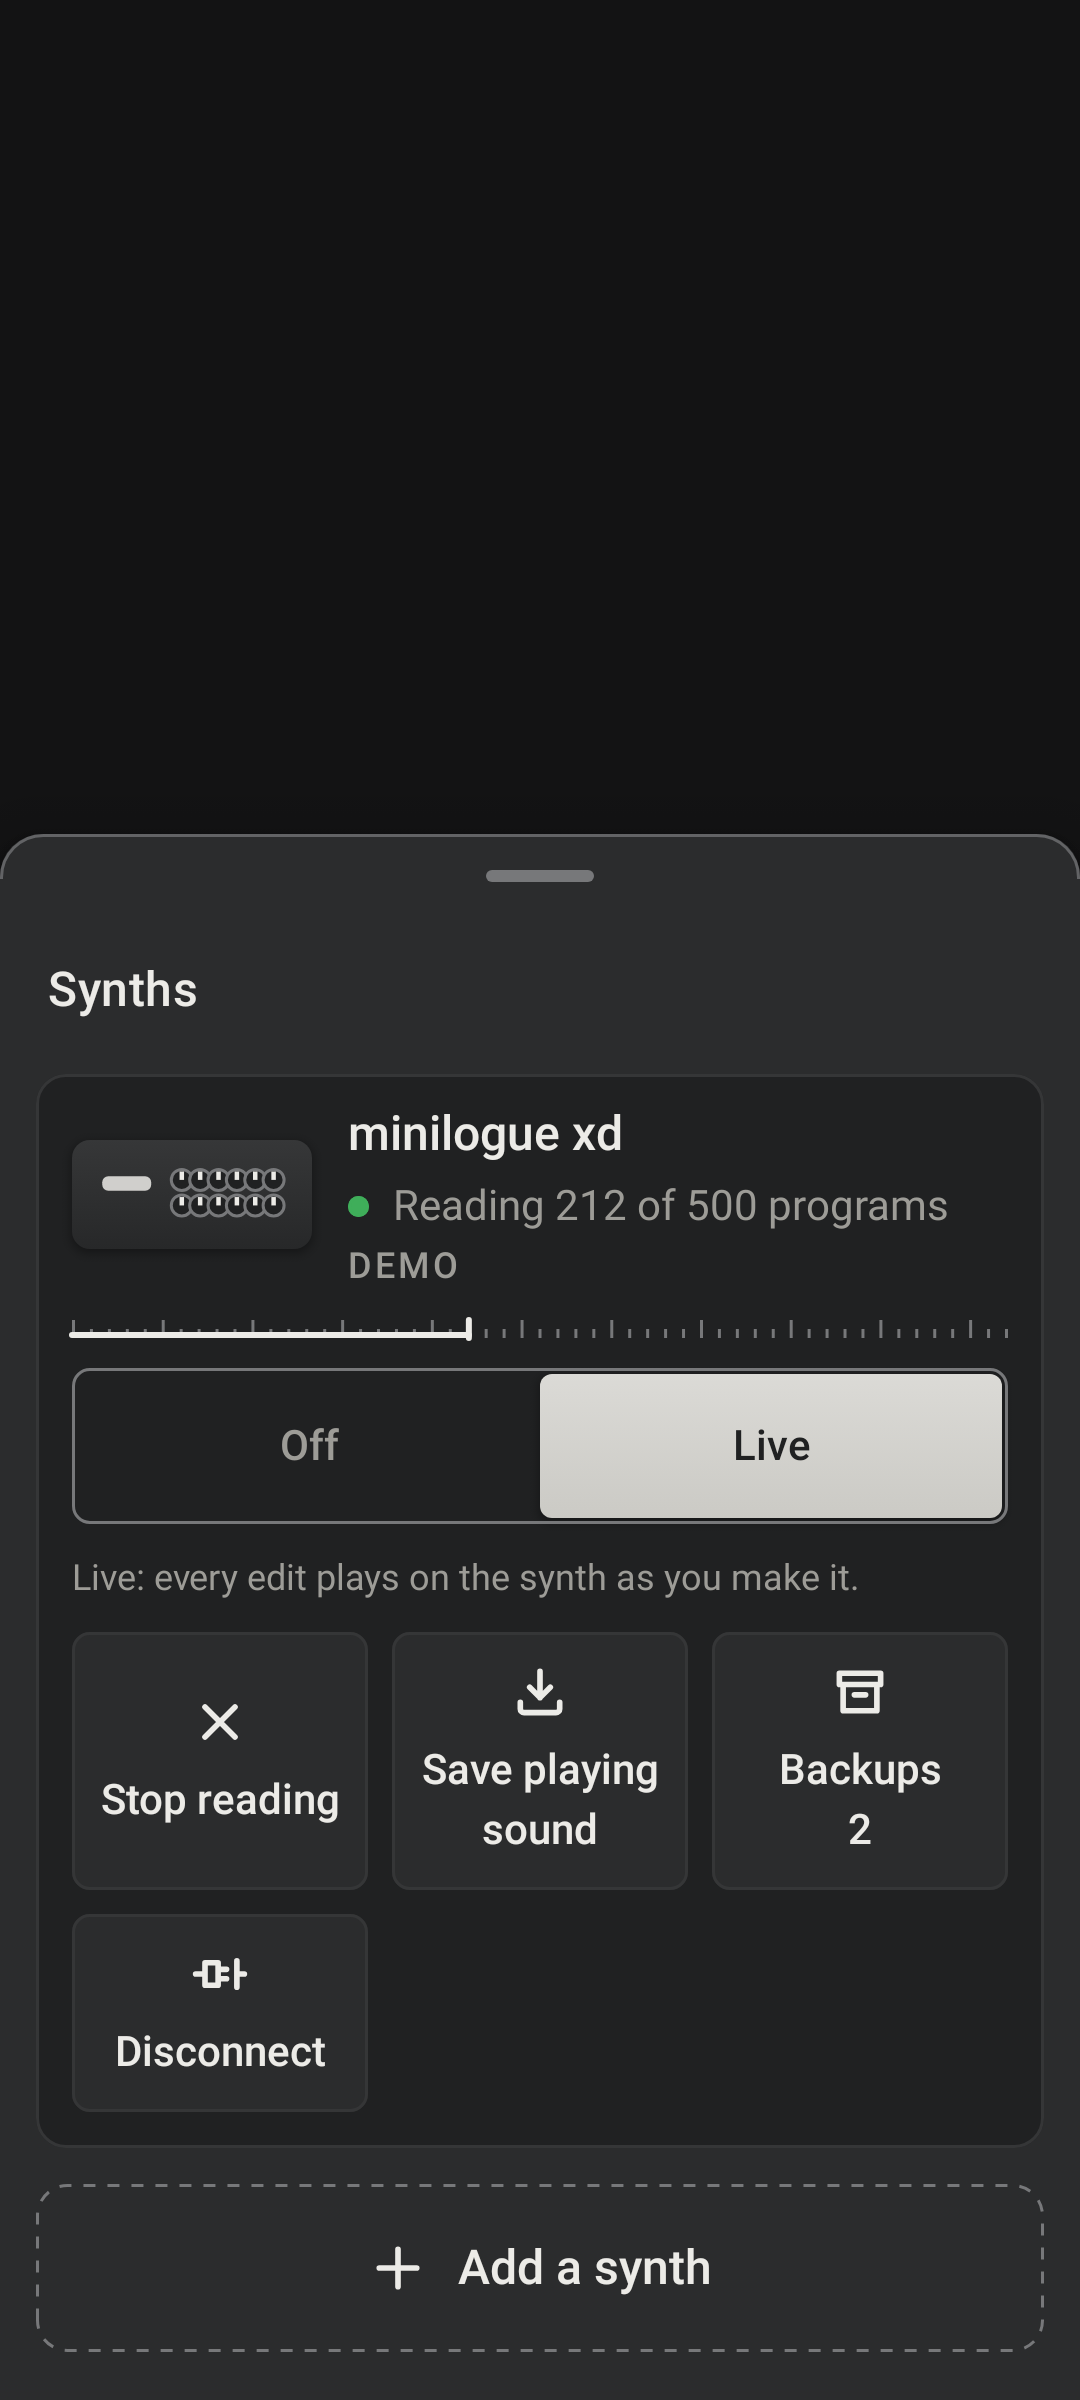 Synths
minilogue xd
Reading 212 of 500 programs
DEMO
Off
Live
Live: every edit plays on the synth as you make it.
Stop reading
Save playing
sound
Backups
2
Disconnect
Add a synth